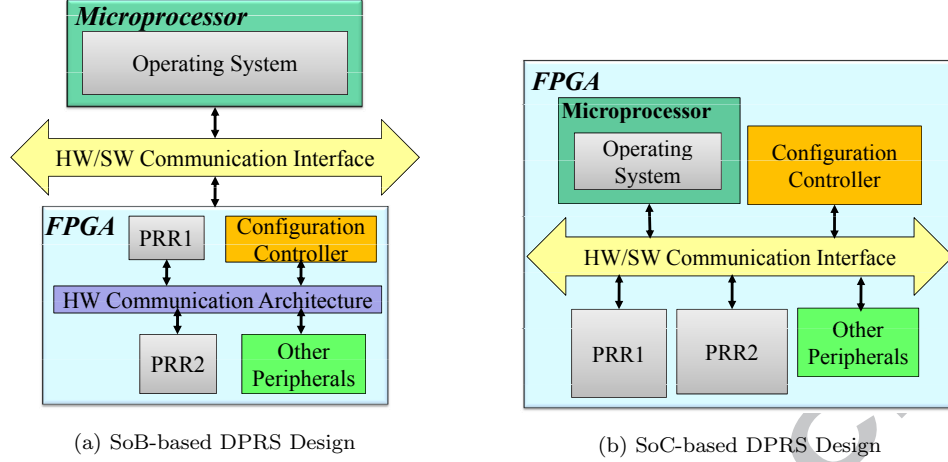 Microprocessor
Operating System
HW/SW Communication Interface
FPGA
PRR1
Configuration
Controller
HW Communication Architecture
PRR2
Other
Peripherals
(a) SoB-based DPRS Design
FPGA
Microprocessor
Operating
System
Configuration
Controller
HW/SW Communication Interface
PRR1
PRR2
Other
Peripherals
(b) SoC-based DPRS Design